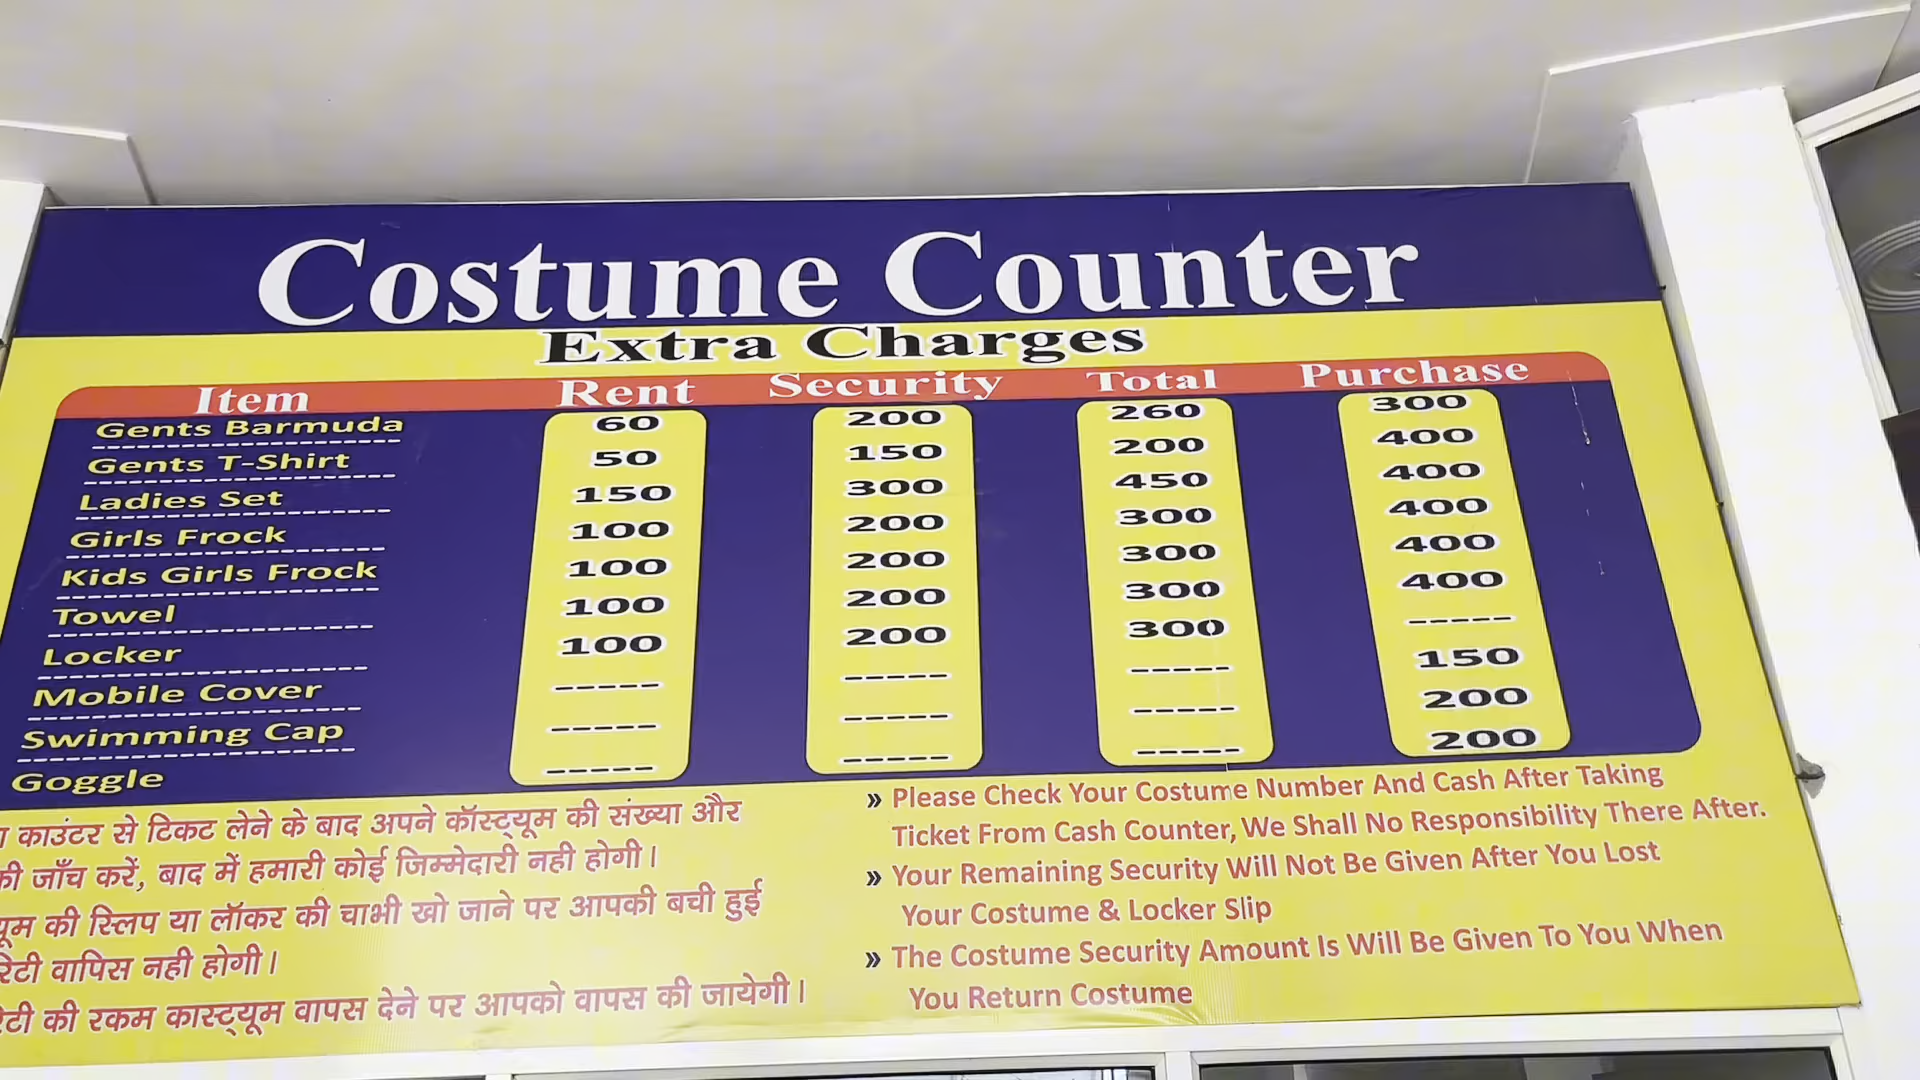 Costume Counter
Extra Charges
Item Rent Security Total Purchase
Gents Barmuda 60 200 260 300
Gents T-Shirt 50 150 200 400
Ladies Set 150 300 450 400
Girls Frock 100 200 300 400
Kids Girls Frock 100 200 300 400
Towel 100 200 300 400
Locker 100 200 300 -----
Mobile Cover ----- ----- ----- 150
Swimming Cap ----- ----- ----- 200
Goggle ----- ----- ----- 200
काउंटर से टिकट लेने के बाद अपने कॉस्ट्यूम की संख्या और
की जाँच करें, बाद में हमारी कोई जिम्मेदारी नही होगी।
की स्लिप या लॉकर की चाभी खो जाने पर आपकी बची हुई
वापिस नही होगी।
की रकम कास्ट्यूम वापस देने पर आपको वापस की जायेगी।
» Please Check Your Costume Number And Cash After Taking
Ticket From Cash Counter, We Shall No Responsibility There After.
» Your Remaining Security Will Not Be Given After You Lost
Your Costume & Locker Slip
» The Costume Security Amount Is Will Be Given To You When
You Return Costume